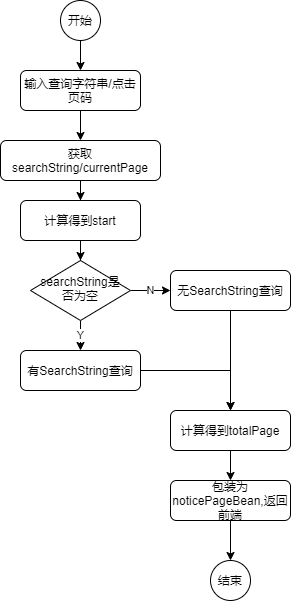 开始
输入查询字符串/点击
页码
获取
searchString/currentPage
计算得到start
searchString是
否为空
N
无SearchString查询
Y
有SearchString查询
计算得到totalPage
包装为
noticePageBean,返回
前端
结束